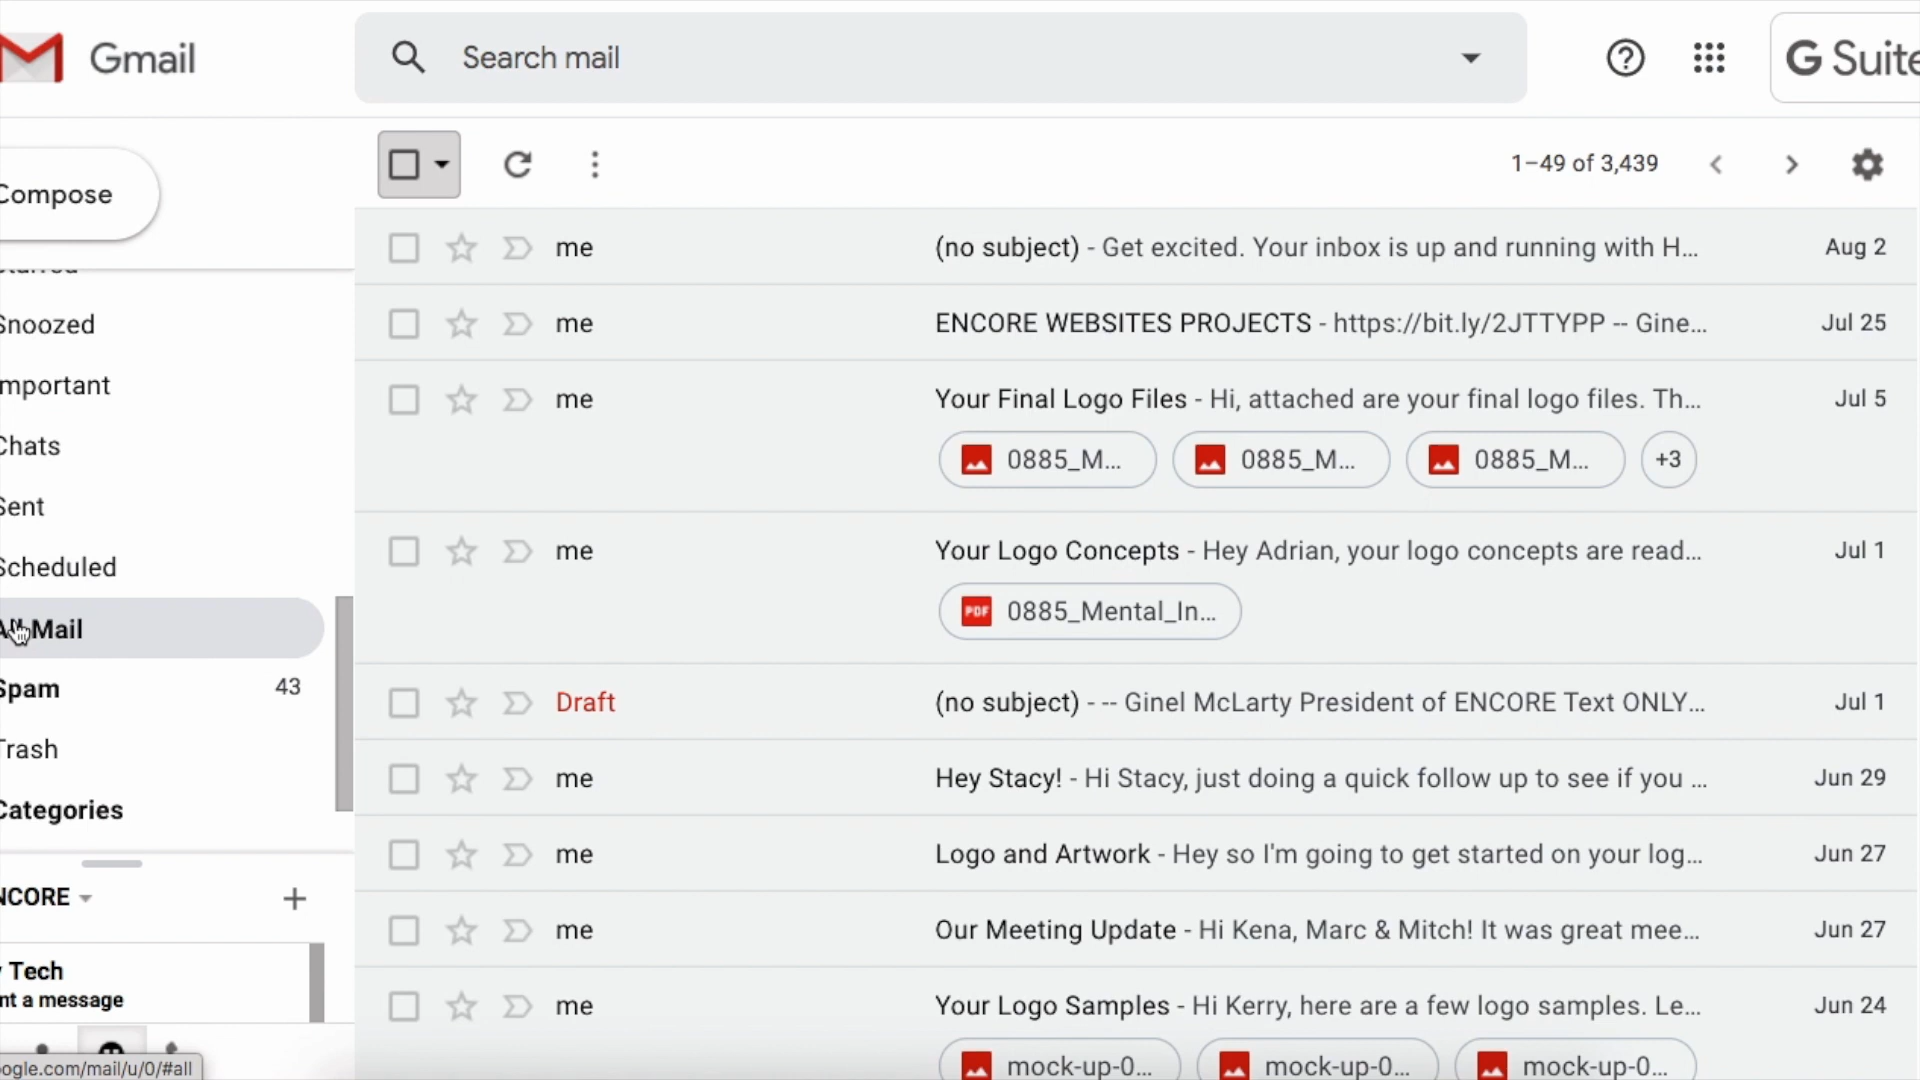 Gmail
Search mail
G Suite
Compose
1–49 of 3,439
Starred
Snoozed
Important
Chats
Sent
Scheduled
All Mail
Spam 43
Trash
Categories
NCORE
Tech
nt a message
ogle.com/mail/u/0/#all
me (no subject) - Get excited. Your inbox is up and running with H... Aug 2
me ENCORE WEBSITES PROJECTS - https://bit.ly/2JTTYPP -- Gine... Jul 25
me Your Final Logo Files - Hi, attached are your final logo files. Th... Jul 5
0885_M... 0885_M... 0885_M... +3
me Your Logo Concepts - Hey Adrian, your logo concepts are read... Jul 1
PDF 0885_Mental_In...
Draft (no subject) - -- Ginel McLarty President of ENCORE Text ONLY... Jul 1
me Hey Stacy! - Hi Stacy, just doing a quick follow up to see if you ... Jun 29
me Logo and Artwork - Hey so I'm going to get started on your log... Jun 27
me Our Meeting Update - Hi Kena, Marc & Mitch! It was great mee... Jun 27
me Your Logo Samples - Hi Kerry, here are a few logo samples. Le... Jun 24
mock-up-0... mock-up-0... mock-up-0...